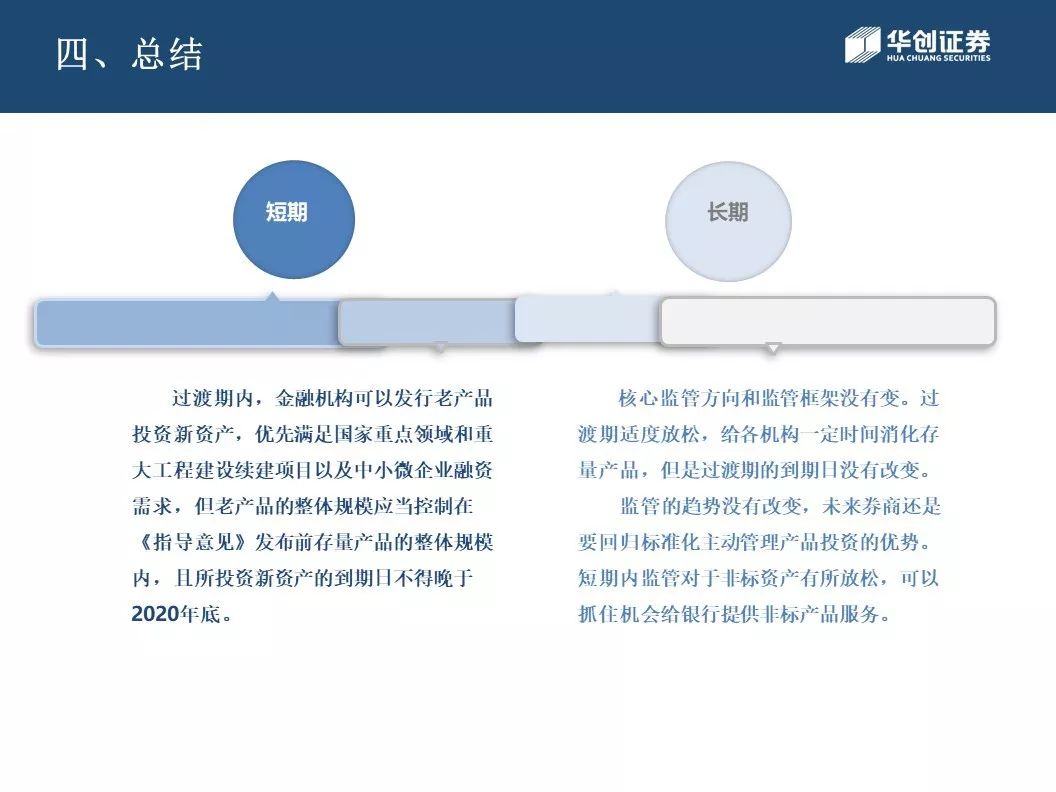 四、总结
华创证券
HUA CHUANG SECURITIES
短期
长期
过渡期内，金融机构可以发行老产品
投资新资产，优先满足国家重点领域和重
大工程建设续建项目以及中小微企业融资
需求，但老产品的整体规模应当控制在
《指导意见》发布前存量产品的整体规模
内，且所投资新资产的到期日不得晚于
2020年底。
核心监管方向和监管框架没有变。过
渡期适度放松，给各机构一定时间消化存
量产品，但是过渡期的到期日没有改变。
监管的趋势没有改变，未来券商还是
要回归标准化主动管理产品投资的优势。
短期内监管对于非标资产有所放松，可以
抓住机会给银行提供非标产品服务。